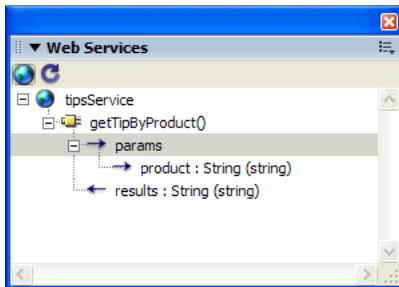 Web Services
tipsService
getTipByProduct()
params
product : String (string)
results : String (string)